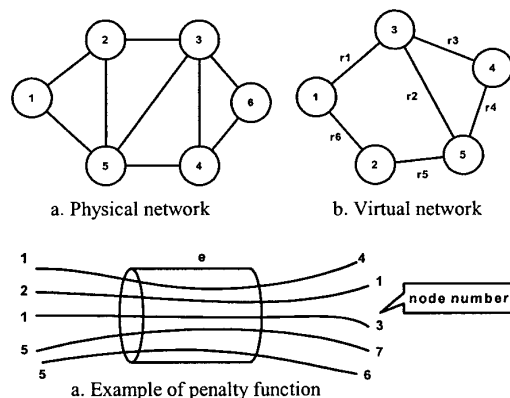 2
3
1
6
5
4
a. Physical network
3
r1
r3
4
1
r2
r4
r6
2
r5
5
b. Virtual network
1
e
4
2
1
1
3
node number
5
7
5
6
a. Example of penalty function